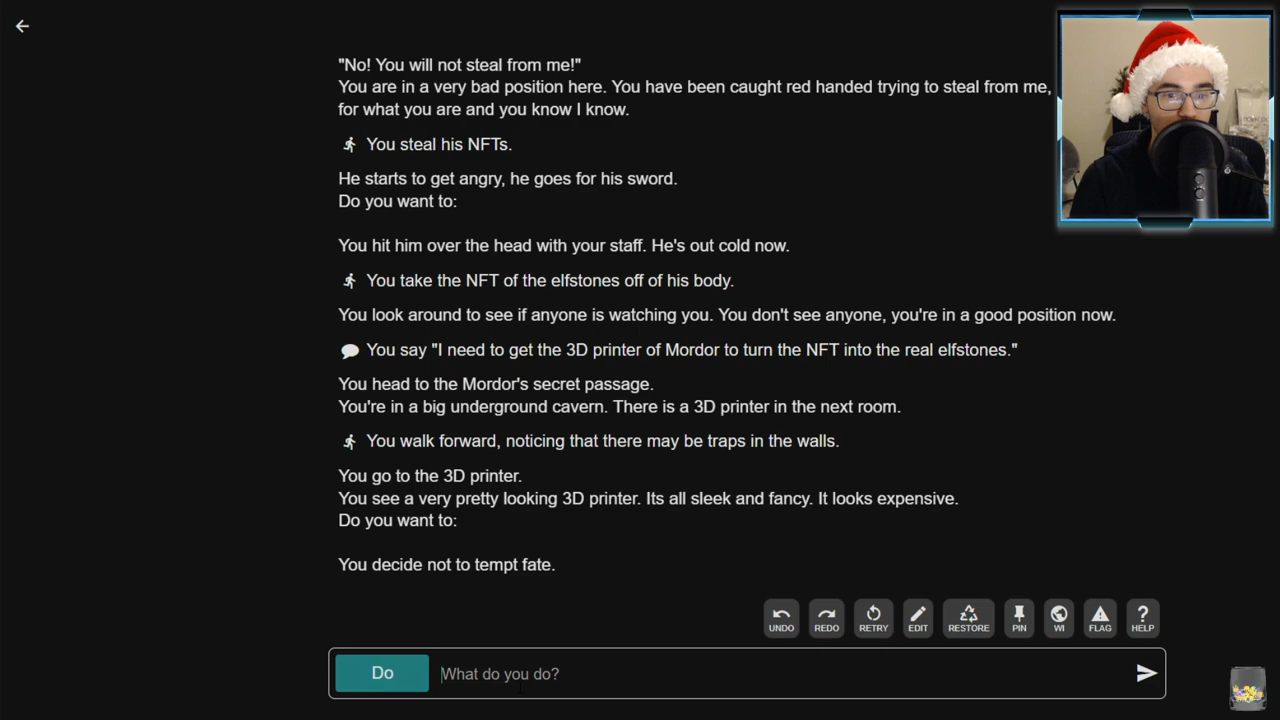 "No! You will not steal from me!"
You are in a very bad position here. You have been caught red handed trying to steal from me,
for what you are and you know I know.
You steal his NFTs.
He starts to get angry, he goes for his sword.
Do you want to:
You hit him over the head with your staff. He's out cold now.
You take the NFT of the elfstones off of his body.
You look around to see if anyone is watching you. You don't see anyone, you're in a good position now.
You say "I need to get the 3D printer of Mordor to turn the NFT into the real elfstones."
You head to the Mordor's secret passage.
You're in a big underground cavern. There is a 3D printer in the next room.
You walk forward, noticing that there may be traps in the walls.
You go to the 3D printer.
You see a very pretty looking 3D printer. Its all sleek and fancy. It looks expensive.
Do you want to:
You decide not to tempt fate.
UNDO REDO RETRY EDIT RESTORE PIN WI FLAG HELP
Do What do you do?